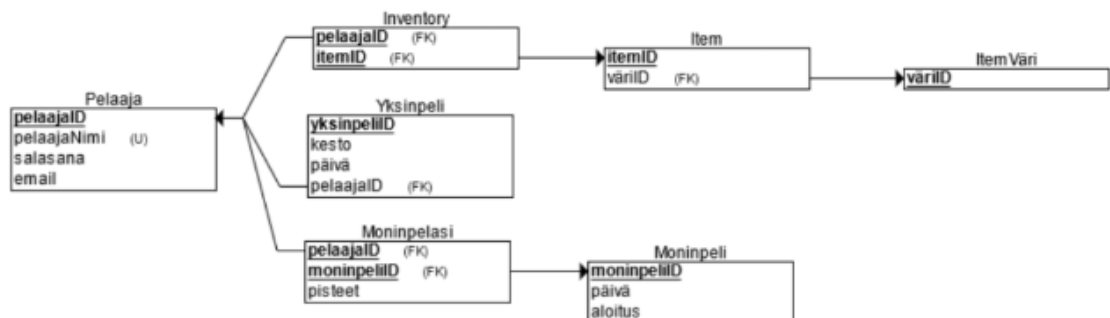 Inventory
pelaajaID (FK)
itemID (FK)
Item
itemID
väriID (FK)
ItemVäri
väriID
Pelaaja
pelaajaID
pelaajaNimi (U)
salasana
email
Yksinpeli
yksinpeliID
kesto
päivä
pelaajaID (FK)
Moninpelasi
pelaajaID (FK)
moninpeliID (FK)
pisteet
Moninpeli
moninpeliID
päivä
aloitus